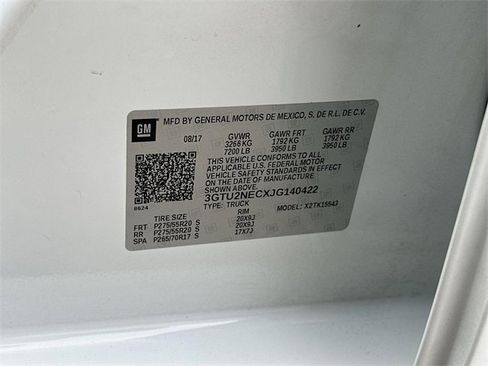 GM
MFD BY GENERAL MOTORS DE MEXICO, S. DE R.L. DE C.V.
08/17 GVWR GAWR FRT GAWR RR
3266 KG 1792 KG 1792 KG
7200 LB 3950 LB 3950 LB
THIS VEHICLE CONFORMS TO ALL
APPLICABLE U.S. FEDERAL MOTOR
VEHICLE SAFETY STANDARDS IN
EFFECT ON THE DATE OF MANUFACTURE
SHOWN ABOVE.
3GTU2NECXJG140422
8624 TYPE: TRUCK MODEL: X2TK15543
TIRE SIZE RIM
FRT P275/55R20 S 20X9J
RR P275/55R20 S 20X9J
SPA P265/70R17 S 17X7J